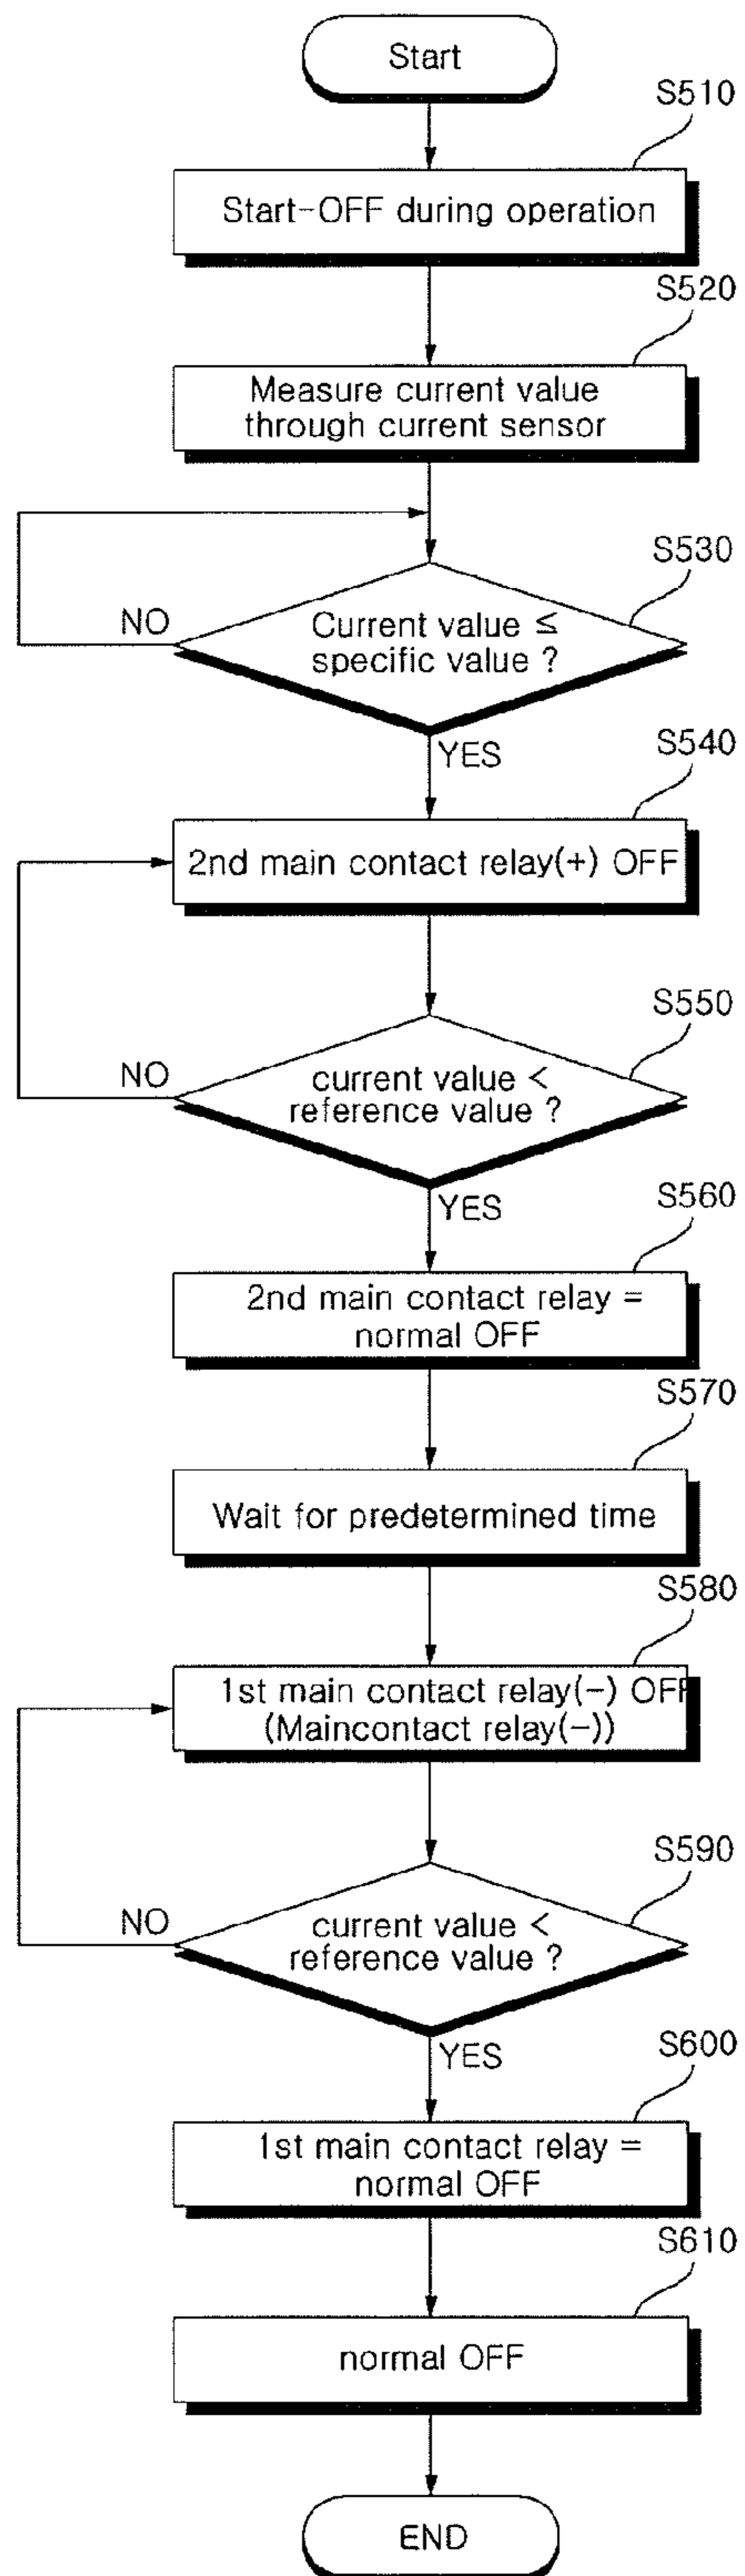 Start
S510
Start-OFF during operation
S520
Measure current value
through current sensor
S530
NO
Current value ≤
specific value ?
YES
S540
2nd main contact relay(+) OFF
S550
NO
current value <
reference value ?
YES
S560
2nd main contact relay =
normal OFF
S570
Wait for predetermined time
S580
1st main contact relay(-) OFF
(Maincontact relay(-))
S590
NO
current value <
reference value ?
YES
S600
1st main contact relay =
normal OFF
S610
normal OFF
END